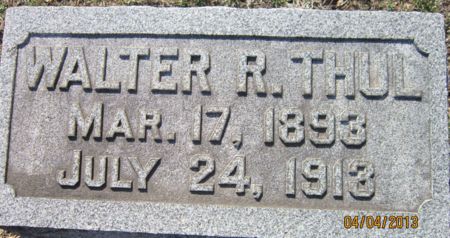 WALTER R. THUL
MAR. 17, 1893
JULY 24, 1913
04/04/2013